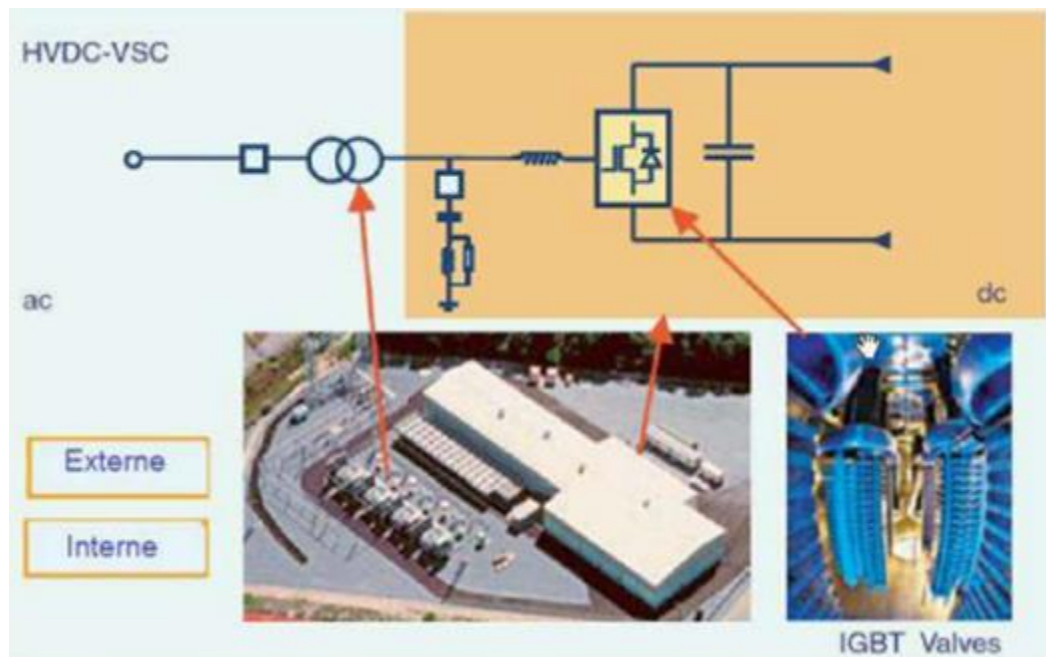 HVDC-VSC
ac
dc
Externe
Interne
IGBT Valves